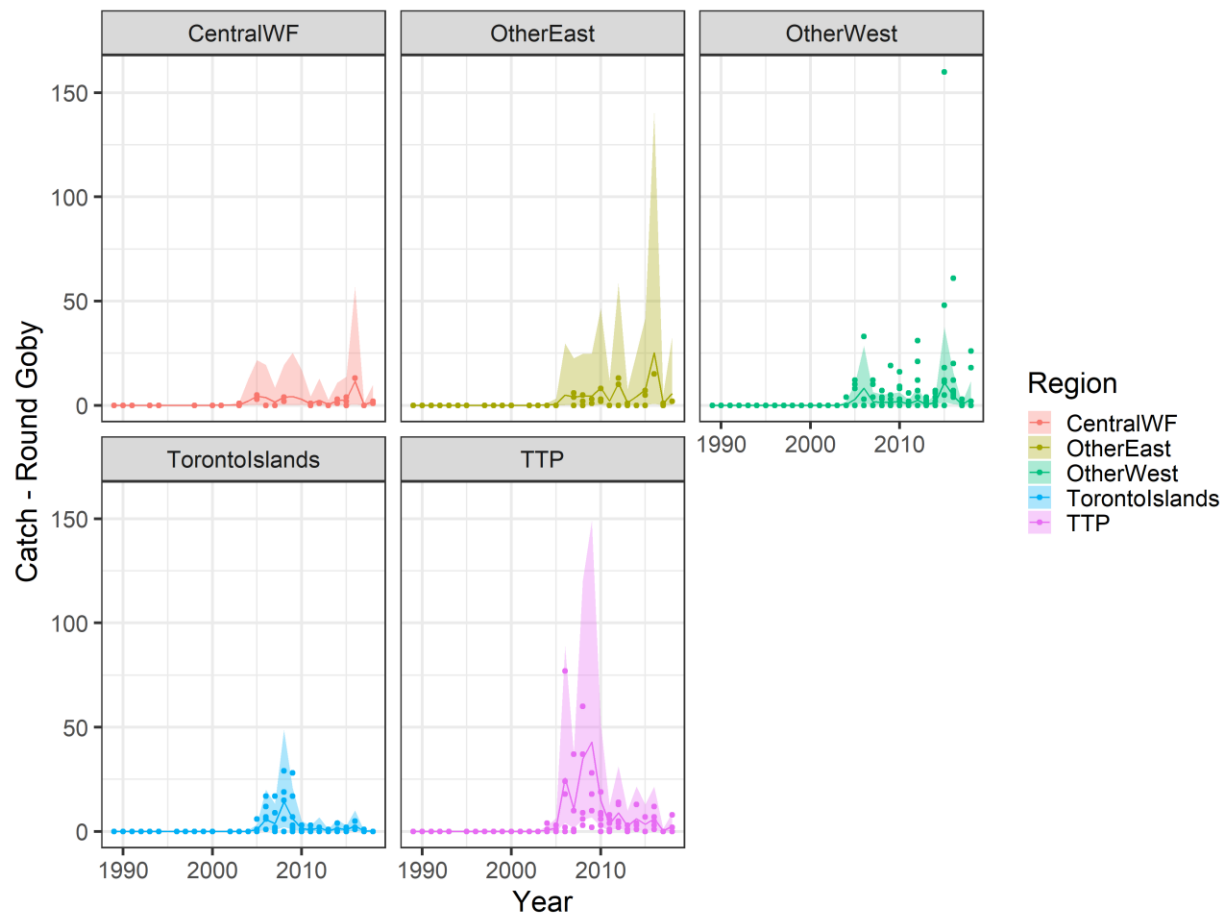 CentralWF
OtherEast
OtherWest
150
100
50
0
1990
2000
2010
TorontoIslands
TTP
150
100
50
0
1990
2000
2010
1990
2000
2010
Year
Catch - Round Goby
Region
CentralWF
OtherEast
OtherWest
TorontoIslands
TTP